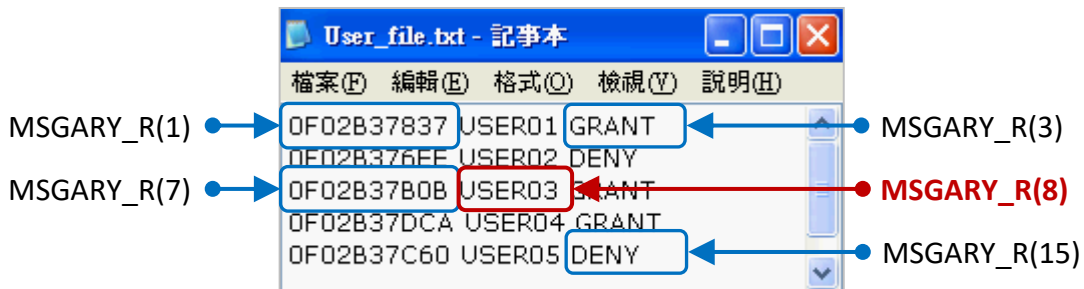 User_file.txt - 記事本
檔案(F) 編輯(E) 格式(O) 檢視(V) 說明(H)
MSGARY_R(1) 0F02B37837 USER01 GRANT MSGARY_R(3)
0F02B376EE USER02 DENY
MSGARY_R(7) 0F02B37B0B USER03 GRANT MSGARY_R(8)
0F02B37DCA USER04 GRANT
0F02B37C60 USER05 DENY MSGARY_R(15)